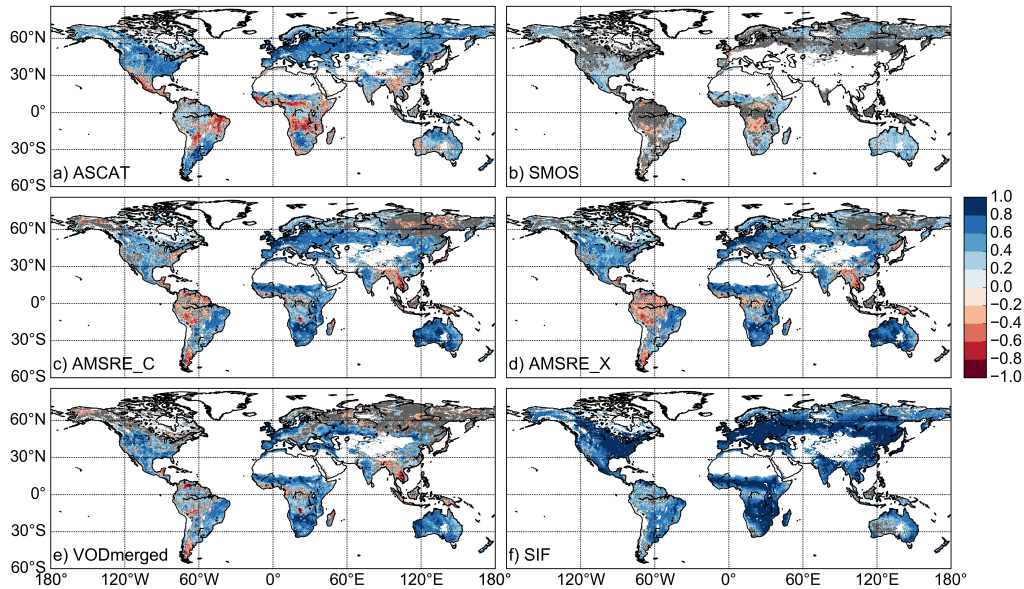 60°N
30°N
0°
30°S
60°S
a) ASCAT
b) SMOS
60°N
30°N
0°
30°S
60°S
c) AMSRE_C
d) AMSRE_X
1.0
0.8
0.6
0.4
0.2
0.0
−0.2
−0.4
−0.6
−0.8
−1.0
60°N
30°N
0°
30°S
60°S
e) VODmerged
f) SIF
180° 120°W 60°W 0° 60°E 120°E 180° 120°W 60°W 0° 60°E 120°E 180°